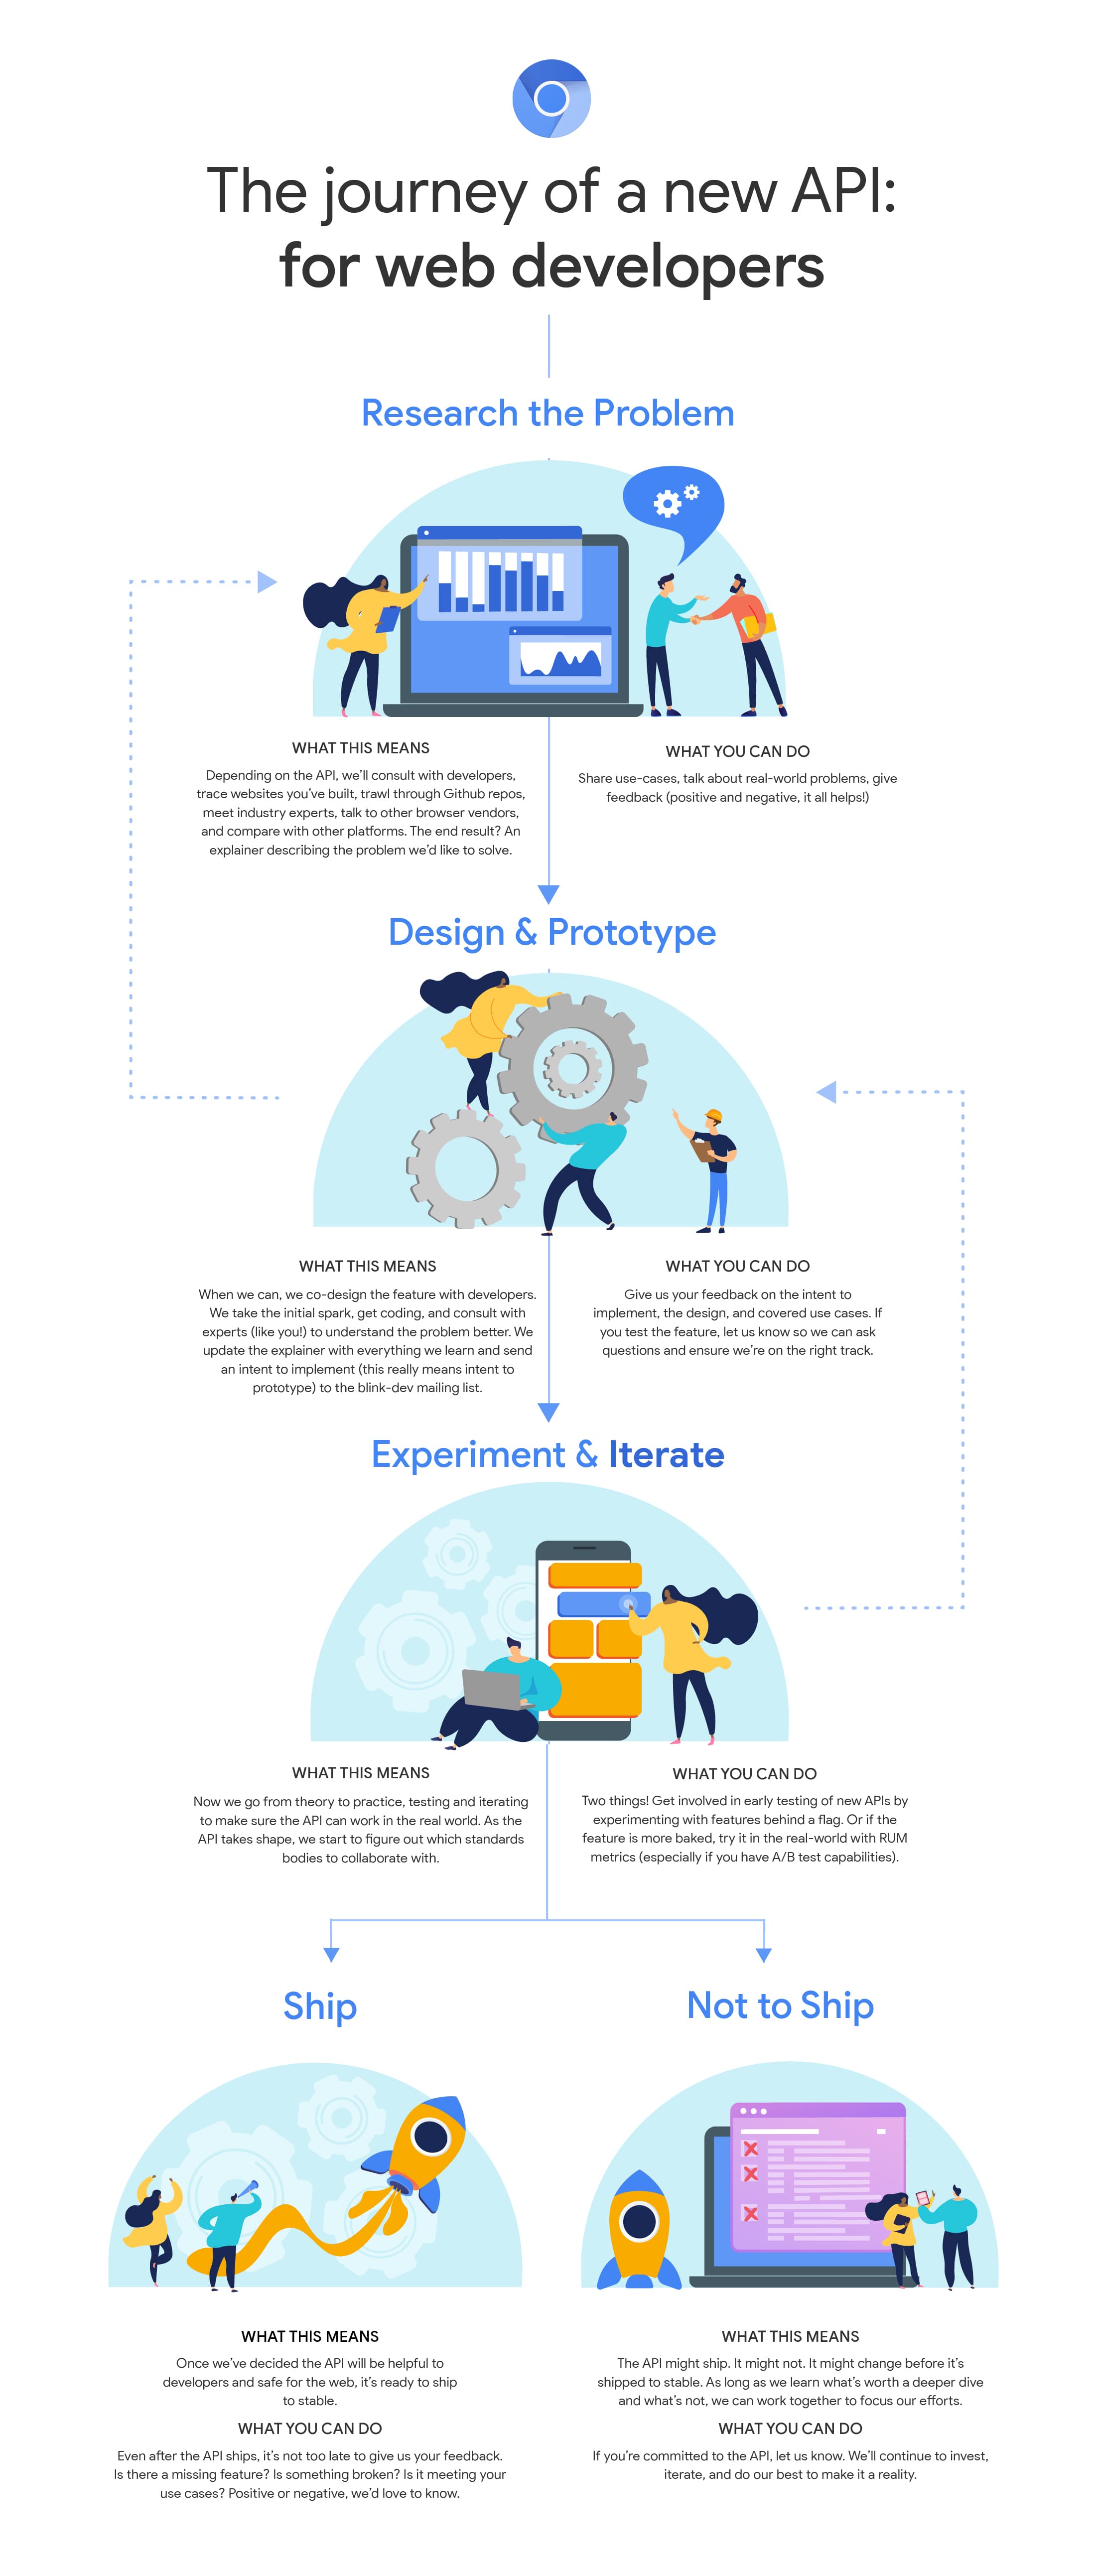 The journey of a new API:
for web developers
Research the Problem
WHAT THIS MEANS
Depending on the API, we’ll consult with developers,
trace websites you’ve built, trawl through Github repos,
meet industry experts, talk to other browser vendors,
and compare with other platforms. The end result? An
explainer describing the problem we’d like to solve.
WHAT YOU CAN DO
Share use-cases, talk about real-world problems, give
feedback (positive and negative, it all helps!)
Design & Prototype
WHAT THIS MEANS
When we can, we co-design the feature with developers.
We take the initial spark, get coding, and consult with
experts (like you!) to understand the problem better. We
update the explainer with everything we learn and send
an intent to implement (this really means intent to
prototype) to the blink-dev mailing list.
WHAT YOU CAN DO
Give us your feedback on the intent to
implement, the design, and covered use cases. If
you test the feature, let us know so we can ask
questions and ensure we’re on the right track.
Experiment & Iterate
WHAT THIS MEANS
Now we go from theory to practice, testing and iterating
to make sure the API can work in the real world. As the
API takes shape, we start to figure out which standards
bodies to collaborate with.
WHAT YOU CAN DO
Two things! Get involved in early testing of new APIs by
experimenting with features behind a flag. Or if the
feature is more baked, try it in the real-world with RUM
metrics (especially if you have A/B test capabilities).
Ship
WHAT THIS MEANS
Once we’ve decided the API will be helpful to
developers and safe for the web, it’s ready to ship
to stable.
WHAT YOU CAN DO
Even after the API ships, it’s not too late to give us your feedback.
Is there a missing feature? Is something broken? Is it meeting your
use cases? Positive or negative, we’d love to know.
Not to Ship
WHAT THIS MEANS
The API might ship. It might not. It might change before it’s
shipped to stable. As long as we learn what’s worth a deeper dive
and what’s not, we can work together to focus our efforts.
WHAT YOU CAN DO
If you’re committed to the API, let us know. We’ll continue to invest,
iterate, and do our best to make it a reality.